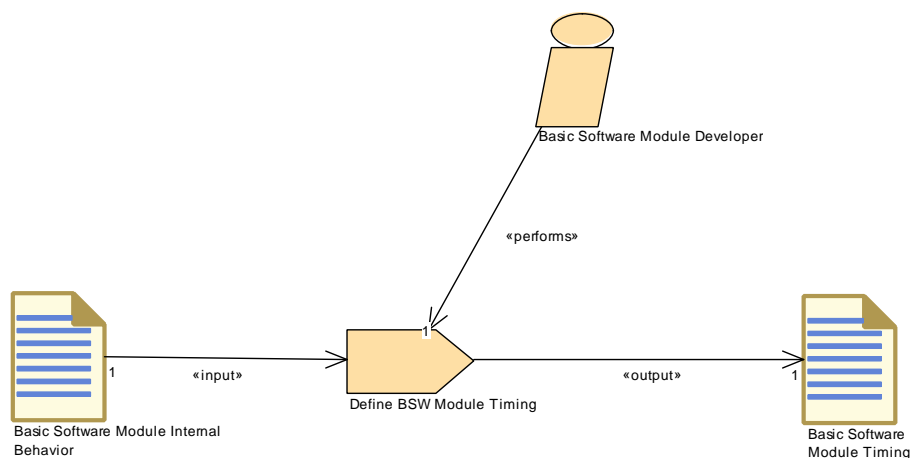 Basic Software Module Developer
«performs»
1
1
«input»
«output»
1
Define BSW Module Timing
Basic Software Module Internal
Behavior
Basic Software
Module Timing